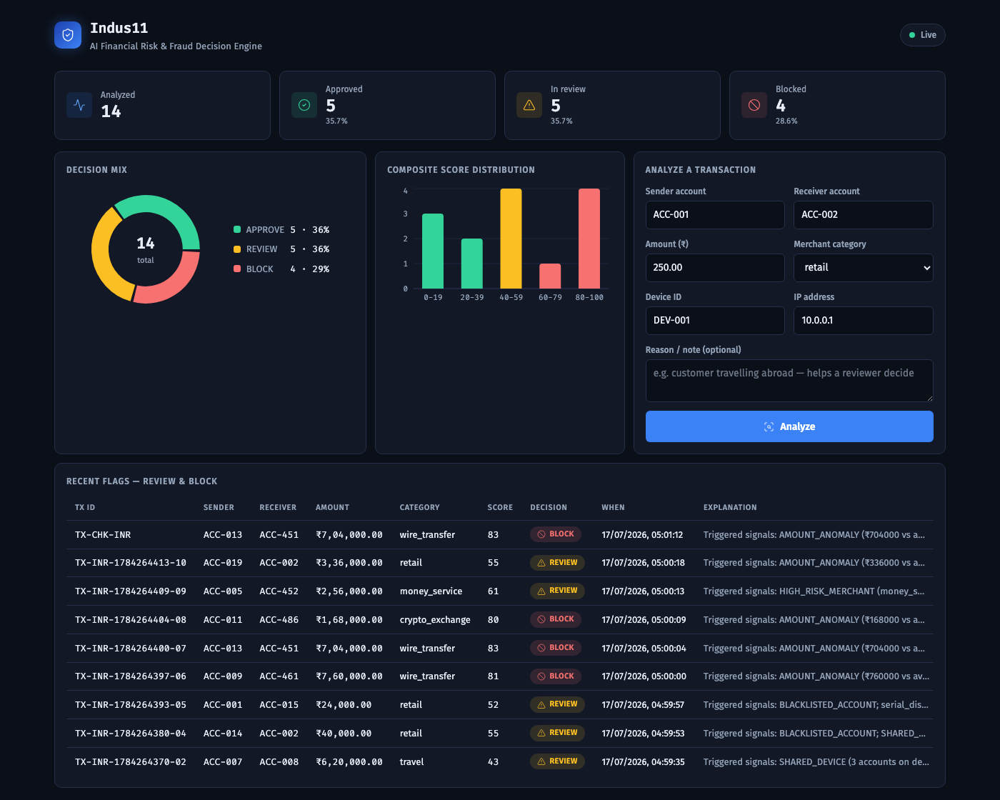 Indus11
AI Financial Risk & Fraud Decision Engine
Live
Analyzed
14
Approved
5
35.7%
In review
5
35.7%
Blocked
4
28.6%
DECISION MIX
14
total
APPROVE 5 · 36%
REVIEW 5 · 36%
BLOCK 4 · 29%
COMPOSITE SCORE DISTRIBUTION
4
3
2
1
0
0-19 20-39 40-59 60-79 80-100
ANALYZE A TRANSACTION
Sender account Receiver account
ACC-001 ACC-002
Amount (₹) Merchant category
250.00 retail
Device ID IP address
DEV-001 10.0.0.1
Reason / note (optional)
e.g. customer travelling abroad — helps a reviewer decide
Analyze
RECENT FLAGS — REVIEW & BLOCK
TX ID SENDER RECEIVER AMOUNT CATEGORY SCORE DECISION WHEN EXPLANATION
TX-CHK-INR ACC-013 ACC-451 ₹7,04,000.00 wire_transfer 83 BLOCK 17/07/2026, 05:01:12 Triggered signals: AMOUNT_ANOMALY (₹704000 vs a...
TX-INR-1784264413-10 ACC-019 ACC-002 ₹3,36,000.00 retail 55 REVIEW 17/07/2026, 05:00:18 Triggered signals: AMOUNT_ANOMALY (₹336000 vs a...
TX-INR-1784264409-09 ACC-005 ACC-452 ₹2,56,000.00 money_service 61 REVIEW 17/07/2026, 05:00:13 Triggered signals: HIGH_RISK_MERCHANT (money_s...
TX-INR-1784264404-08 ACC-011 ACC-486 ₹1,68,000.00 crypto_exchange 80 BLOCK 17/07/2026, 05:00:09 Triggered signals: AMOUNT_ANOMALY (₹168000 vs a...
TX-INR-1784264400-07 ACC-013 ACC-451 ₹7,04,000.00 wire_transfer 83 BLOCK 17/07/2026, 05:00:04 Triggered signals: AMOUNT_ANOMALY (₹704000 vs a...
TX-INR-1784264397-06 ACC-009 ACC-461 ₹7,60,000.00 wire_transfer 81 BLOCK 17/07/2026, 05:00:00 Triggered signals: AMOUNT_ANOMALY (₹760000 vs av...
TX-INR-1784264393-05 ACC-001 ACC-015 ₹24,000.00 retail 52 REVIEW 17/07/2026, 04:59:57 Triggered signals: BLACKLISTED_ACCOUNT; serial_dis...
TX-INR-1784264380-04 ACC-014 ACC-002 ₹40,000.00 retail 55 REVIEW 17/07/2026, 04:59:53 Triggered signals: BLACKLISTED_ACCOUNT; SHARED_...
TX-INR-1784264370-02 ACC-007 ACC-008 ₹6,20,000.00 travel 43 REVIEW 17/07/2026, 04:59:35 Triggered signals: SHARED_DEVICE (3 accounts on de...